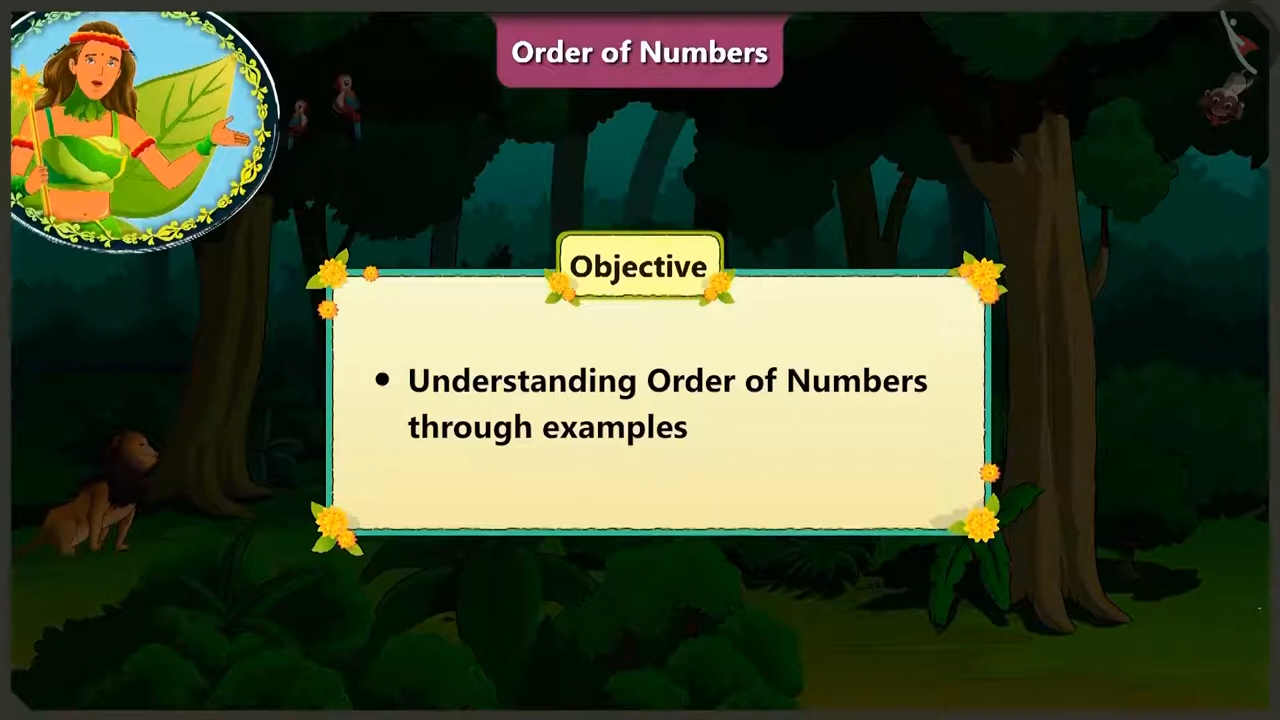 Order of Numbers
Objective
• Understanding Order of Numbers
through examples